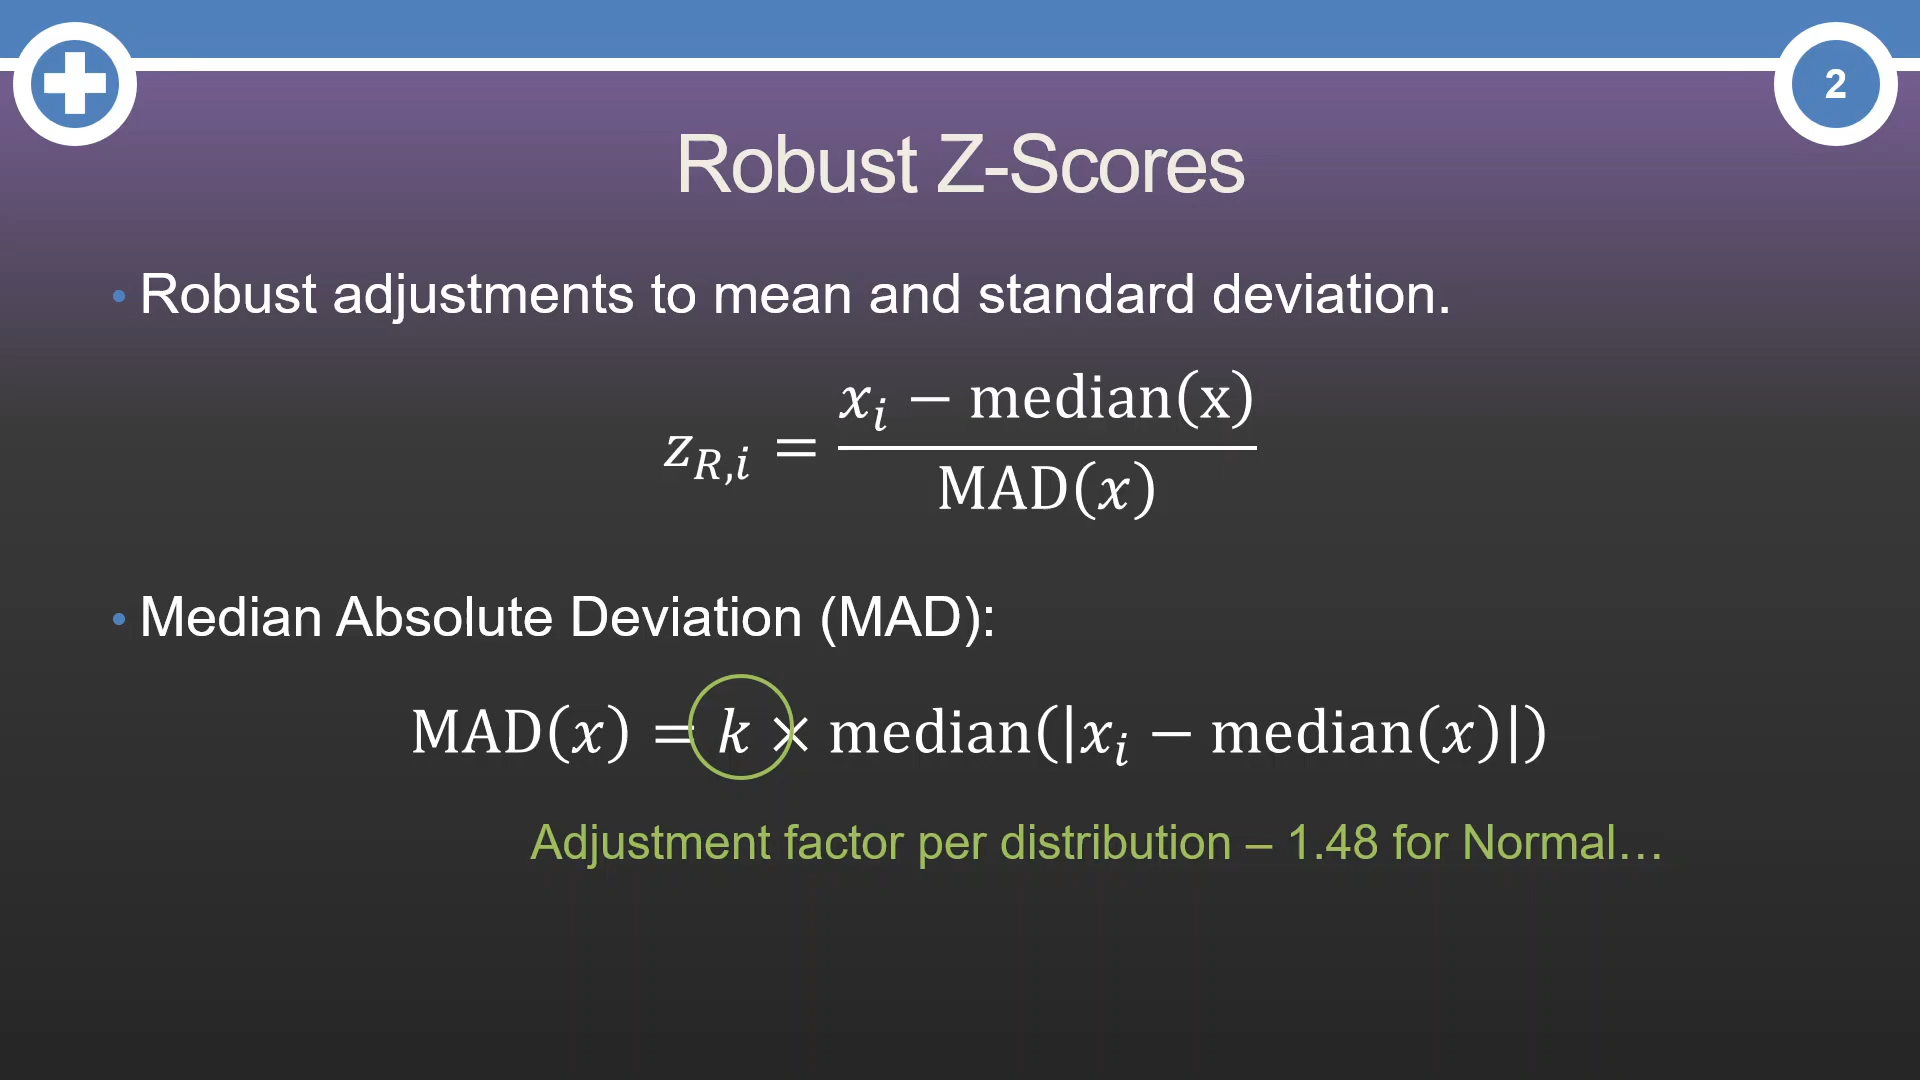 2
Robust Z-Scores
• Robust adjustments to mean and standard deviation.
z_{R,i} = \frac{x_i − median(x)}{MAD(x)}
• Median Absolute Deviation (MAD):
MAD(x) = k × median(|x_i − median(x)|)
Adjustment factor per distribution – 1.48 for Normal…